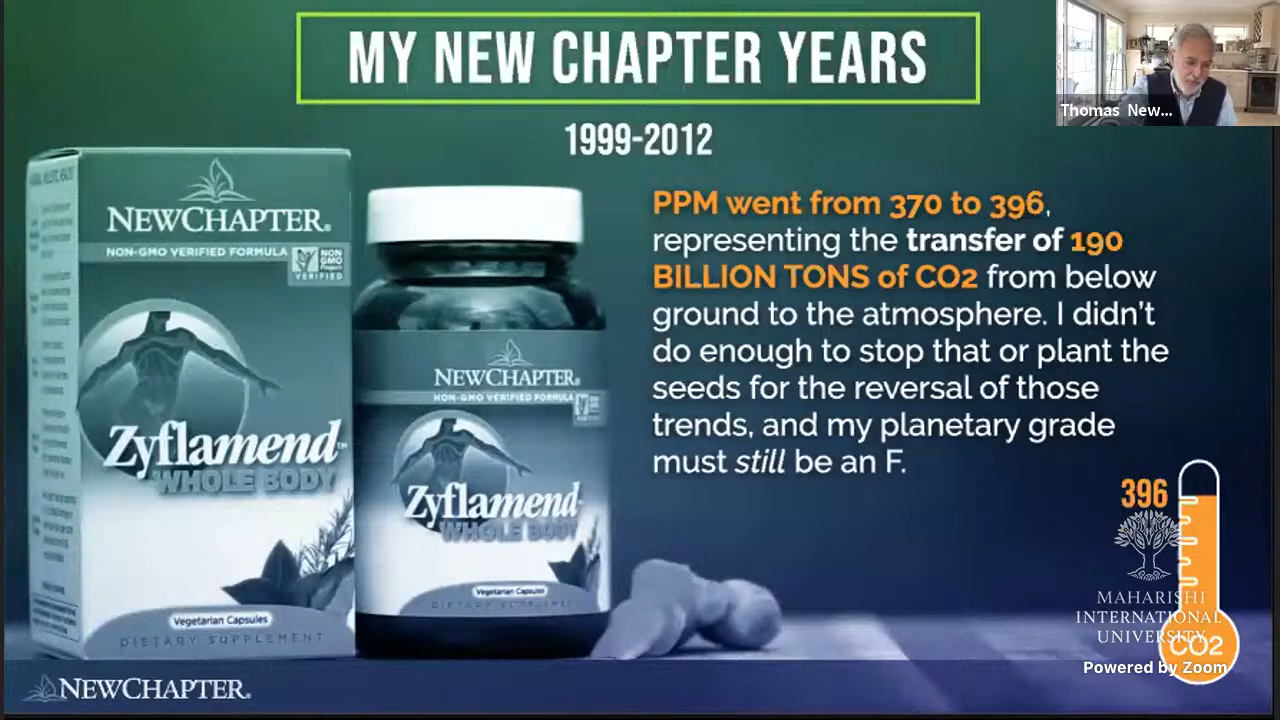 MY NEW CHAPTER YEARS
Thomas New...
1999-2012
PPM went from 370 to 396,
representing the transfer of 190
BILLION TONS of CO2 from below
ground to the atmosphere. I didn't
do enough to stop that or plant the
seeds for the reversal of those
trends, and my planetary grade
must still be an F.
NEWCHAPTER®
NON-GMO VERIFIED FORMULA
NON
GMO
Project
VERIFIED
Zyflamend™
WHOLE BODY
Vegetarian Capsules
DIETARY SUPPLEMENT
NEWCHAPTER®
NON-GMO VERIFIED FORMULA
Zyflamend
WHOLE BODY
Vegetarian Capsules
DIETARY SUPPLEMENT
396
MAHARISHI
INTERNATIONAL
UNIVERSITY
CO2
Powered by Zoom
NEWCHAPTER®